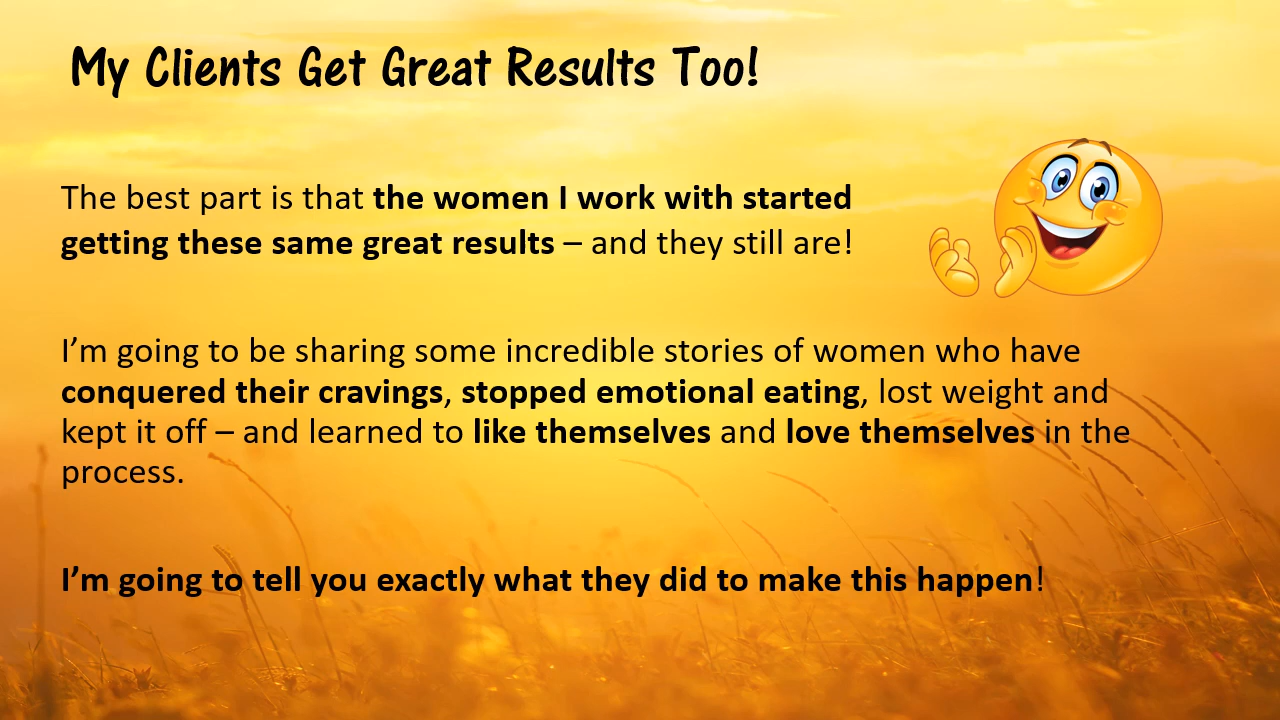 My Clients Get Great Results Too!
The best part is that the women I work with started
getting these same great results – and they still are!
I’m going to be sharing some incredible stories of women who have
conquered their cravings, stopped emotional eating, lost weight and
kept it off – and learned to like themselves and love themselves in the
process.
I’m going to tell you exactly what they did to make this happen!